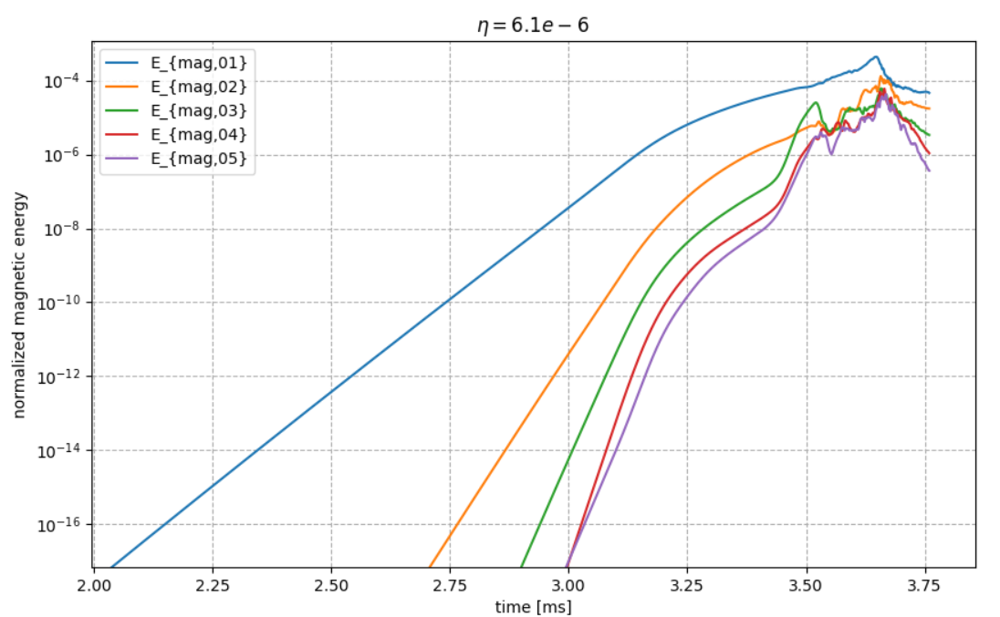 η = 6.1e − 6
E_{mag,01}
E_{mag,02}
E_{mag,03}
E_{mag,04}
E_{mag,05}
normalized magnetic energy
10⁻⁴
10⁻⁶
10⁻⁸
10⁻¹⁰
10⁻¹²
10⁻¹⁴
10⁻¹⁶
2.00 2.25 2.50 2.75 3.00 3.25 3.50 3.75
time [ms]